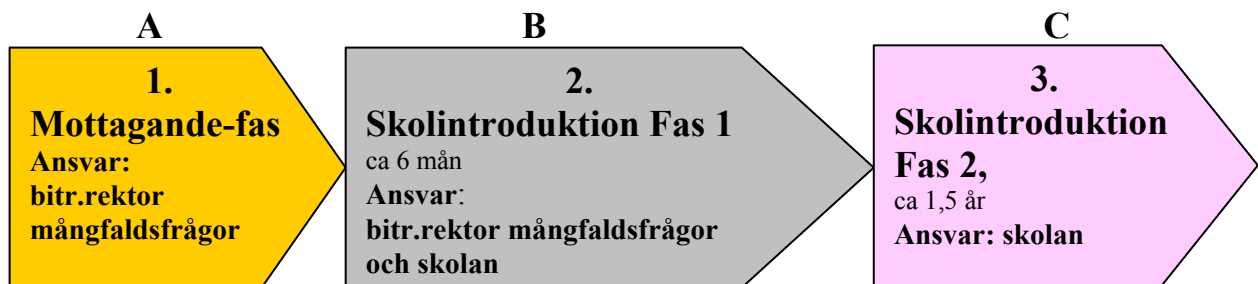 A
1.
Mottagande-fas
Ansvar:
bitr.rektor
mångfaldsfrågor
B
2.
Skolintroduktion Fas 1
ca 6 mån
Ansvar:
bitr.rektor mångfaldsfrågor
och skolan
C
3.
Skolintroduktion
Fas 2,
ca 1,5 år
Ansvar: skolan